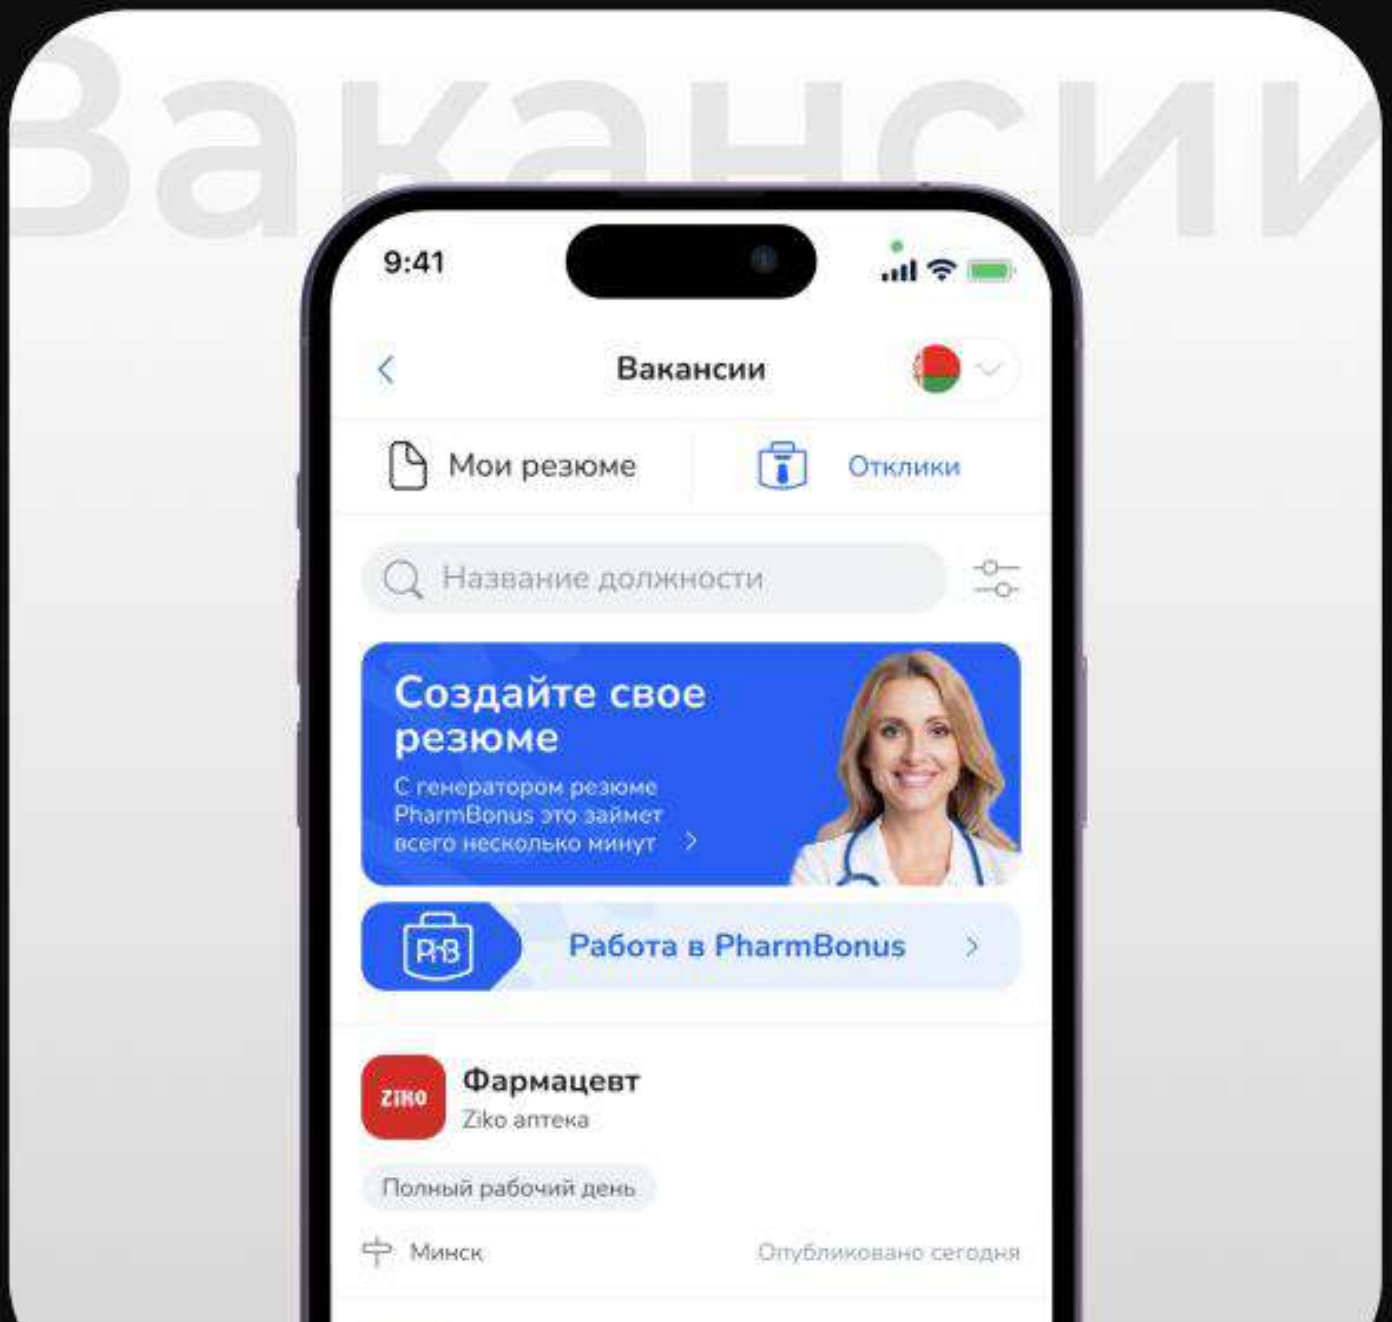 Вакансии
9:41
Вакансии
Мои резюме
Отклики
Название должности
Создайте свое
резюме
С генератором резюме
PharmBonus это займет
всего несколько минут
PhB
Работа в PharmBonus
ZIKO
Фармацевт
Ziko аптека
Полный рабочий день
Минск
Опубликовано сегодня